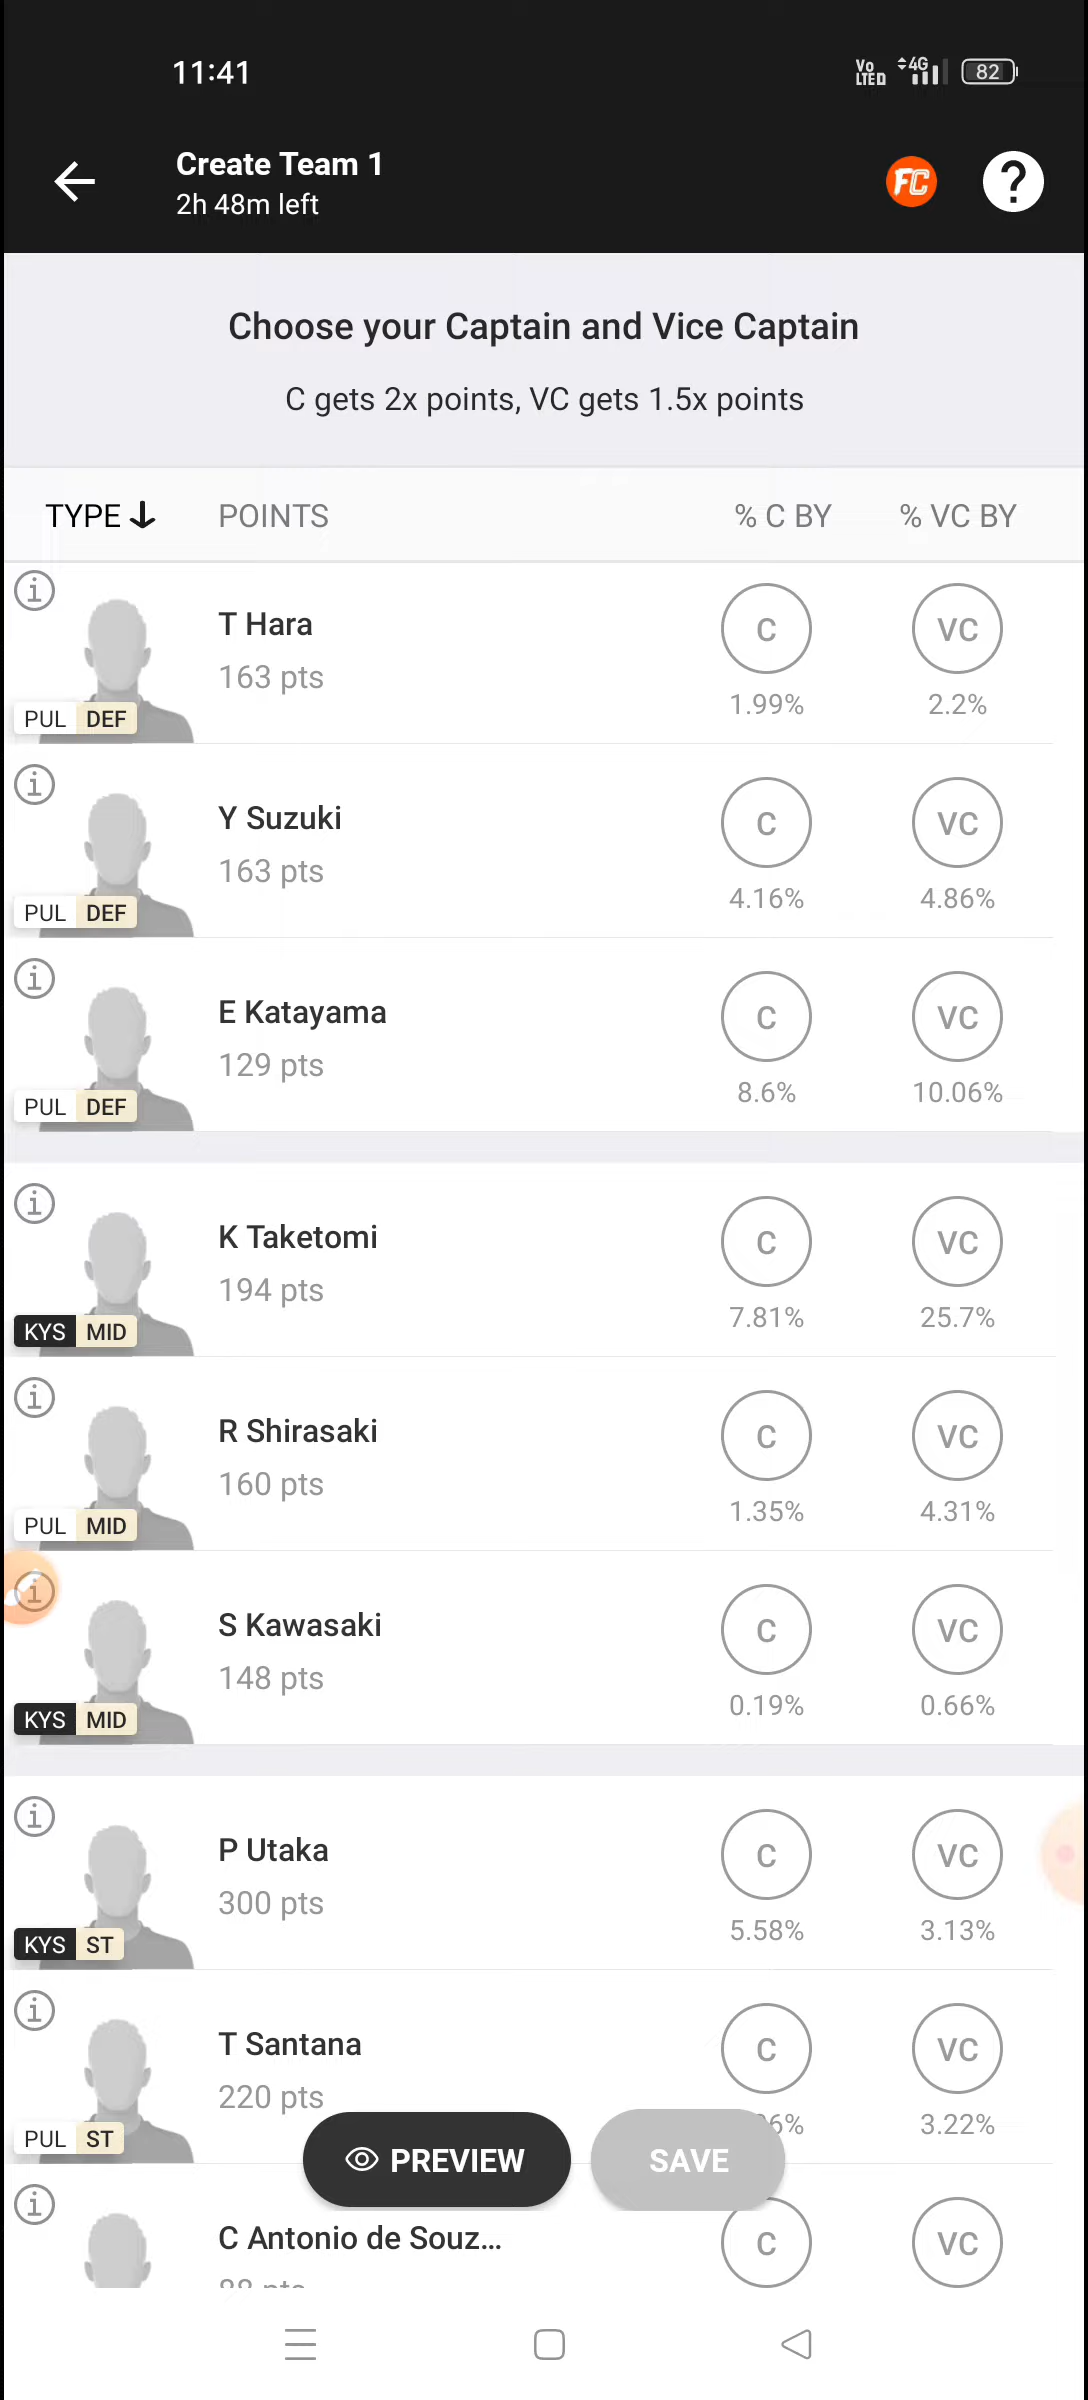 11:41
Vo LTED 4G 82
Create Team 1
2h 48m left
FC ?
Choose your Captain and Vice Captain
C gets 2x points, VC gets 1.5x points
TYPE POINTS % C BY % VC BY
T Hara
163 pts
C VC
1.99% 2.2%
PUL DEF
Y Suzuki
163 pts
C VC
4.16% 4.86%
PUL DEF
E Katayama
129 pts
C VC
8.6% 10.06%
PUL DEF
K Taketomi
194 pts
C VC
7.81% 25.7%
KYS MID
R Shirasaki
160 pts
C VC
1.35% 4.31%
PUL MID
S Kawasaki
148 pts
C VC
0.19% 0.66%
KYS MID
P Utaka
300 pts
C VC
5.58% 3.13%
KYS ST
T Santana
220 pts
C VC
6% 3.22%
PUL ST
PREVIEW SAVE
C Antonio de Souz...
C VC